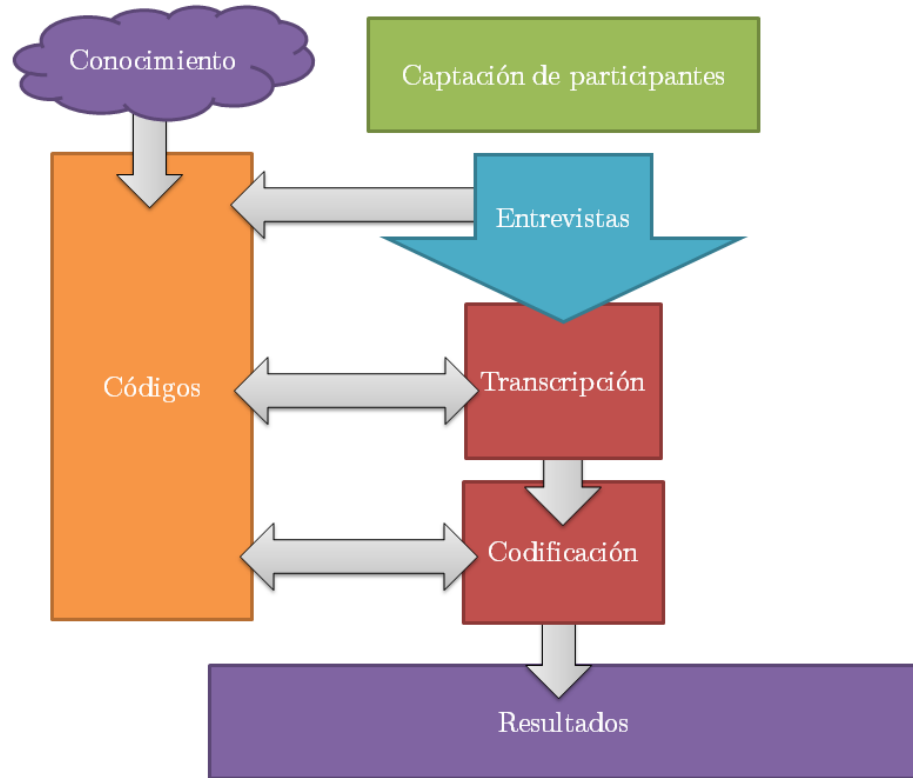 Conocimiento
Captación de participantes
Entrevistas
Códigos
Transcripción
Codificación
Resultados